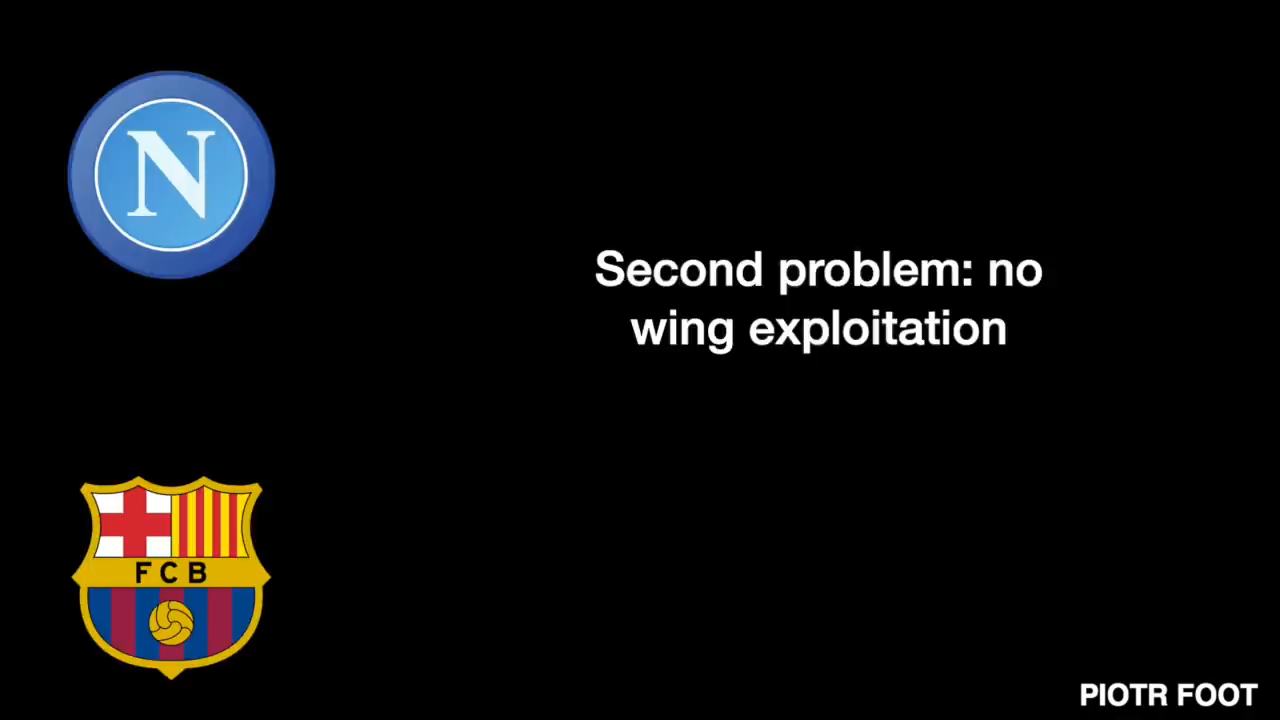 N
Second problem: no
wing exploitation
FCB
PIOTR FOOT